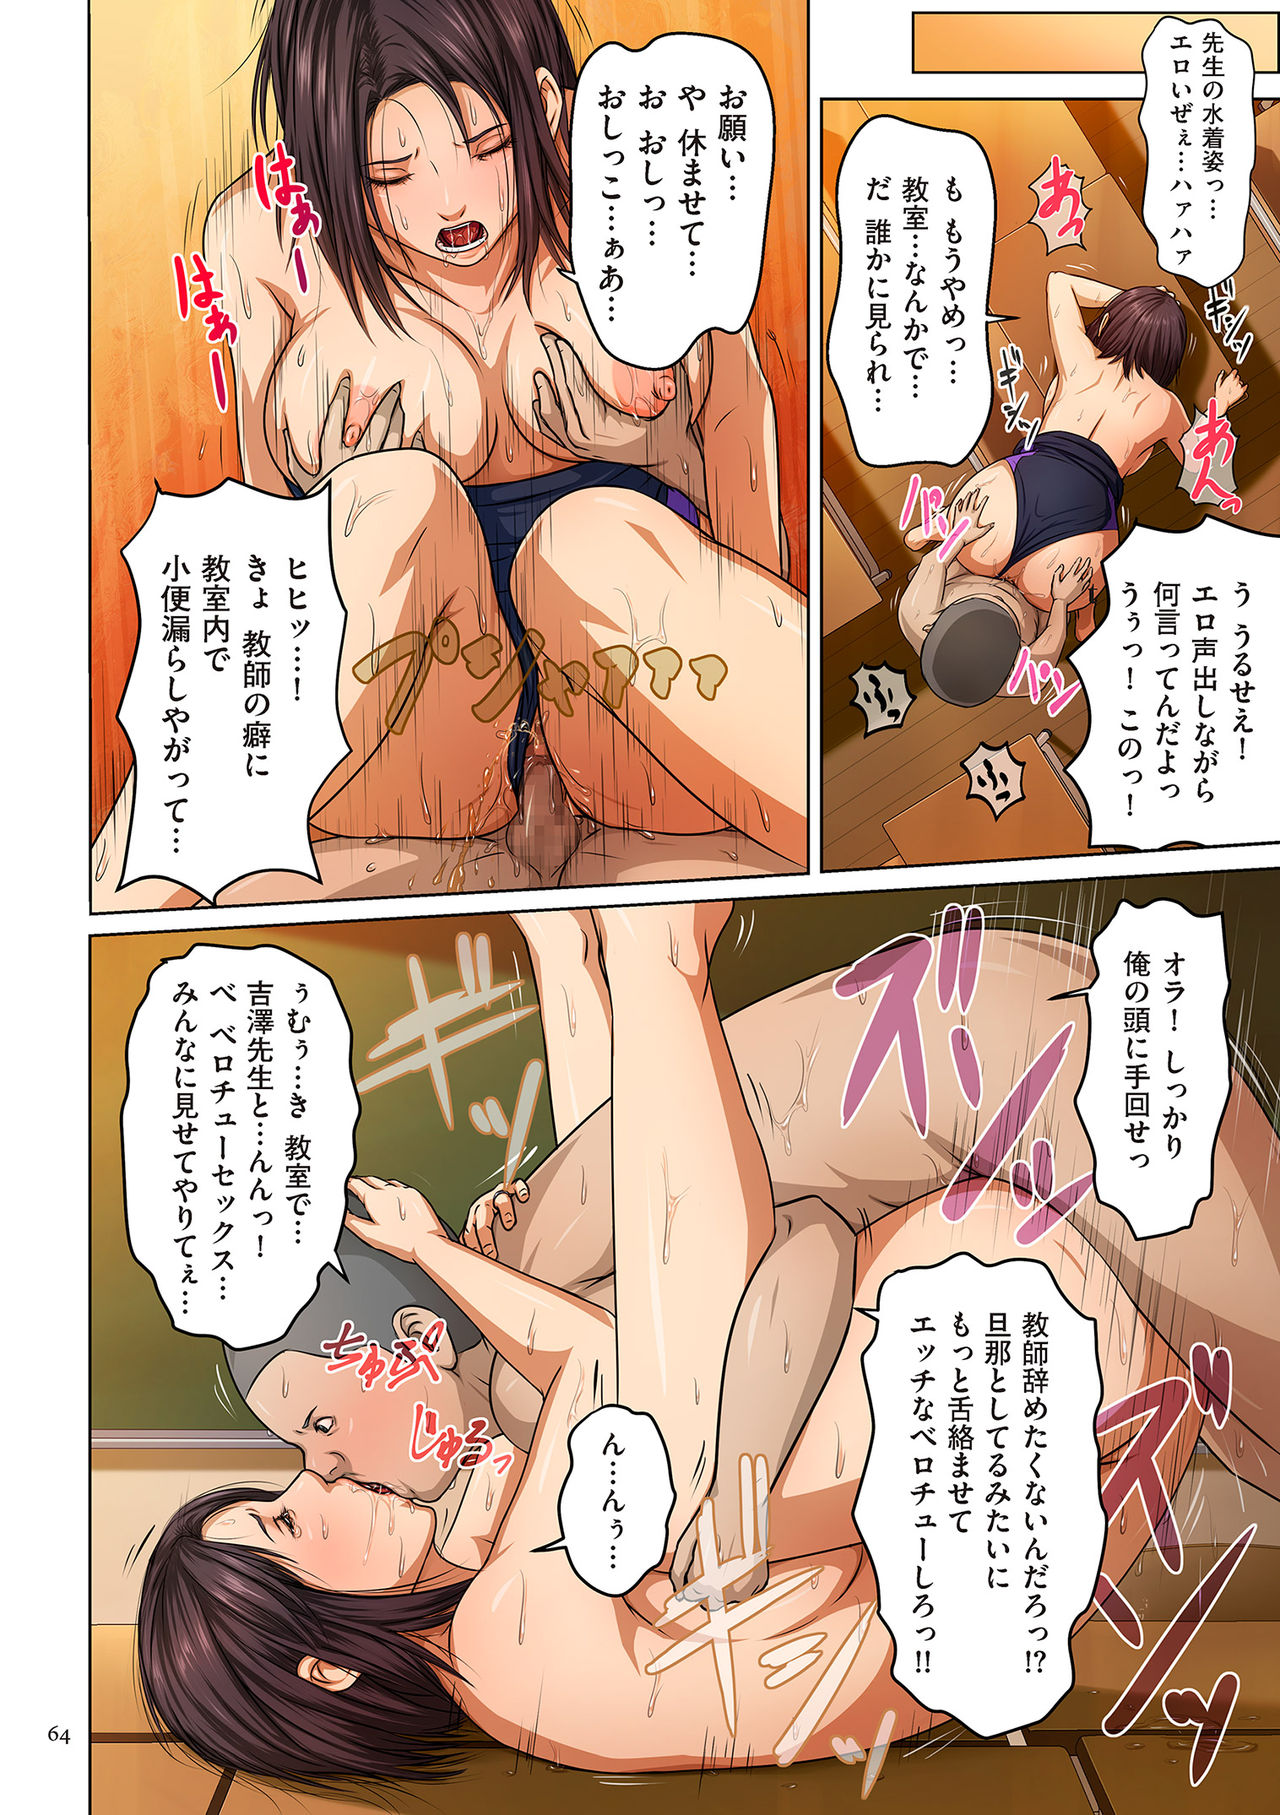 先生の水着姿っ…
エロいぜぇ…ハァハァ
あっ
ギシッ
ギシッ
も もうやめっ…
教室…なんかで…
だ 誰かに見られ…
あんっ
パンッ
パンッ
う うるせえ！
エロ声出しながら
何言ってんだよっ
うぅっ！このっ！
ふっ
ふっ
お願い…
や 休ませて…
お おしっ…
おしっこ…ぁあ…
はぁー
はぁー
プシャァァァ
ヒヒッ…！
きょ 教師の癖に
教室内で
小便漏らしやがって…
オラ！しっかり
俺の頭に手回せっ
ズンッ
教師辞めたくないんだろっ!?
旦那としてるみたいに
もっと舌絡ませて
エッチなベロチューしろっ!!
ズンッ
ギシッ
ぅむぅ…き 教室で…
吉澤先生と…んんっ！
べ ベロチューセックス…
みんなに見せてやりてぇ…
ちゅぷ
じゅるっ
ん…んぅ…
ギシッ
64